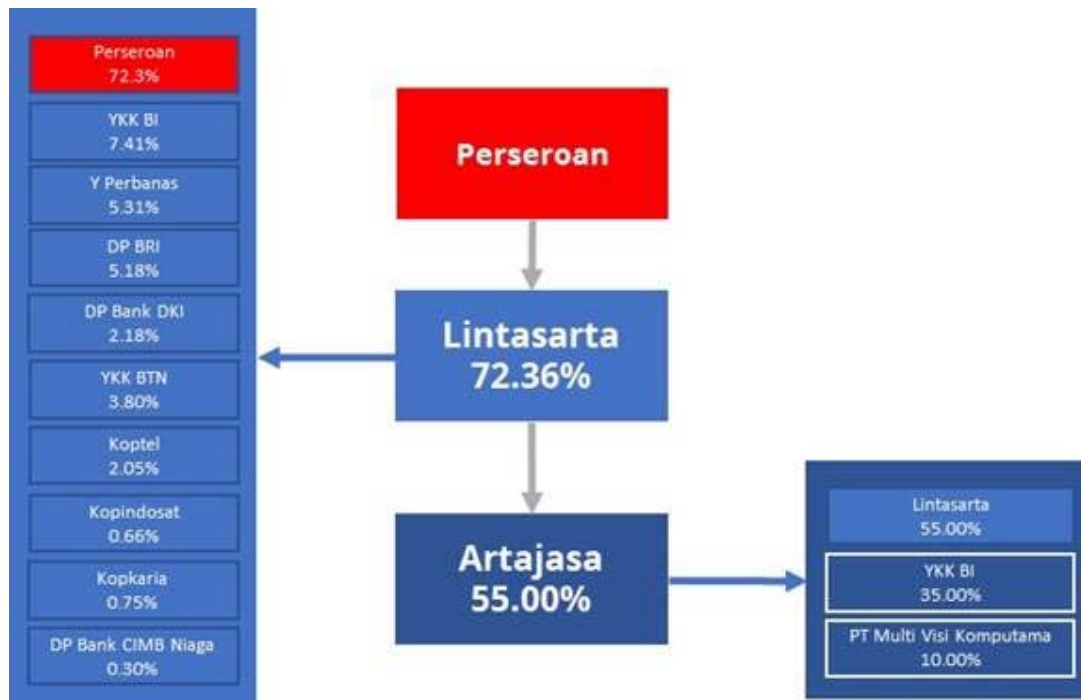 Perseroan
72.3%
YKK BI
7.41%
Y Perbanas
5.31%
DP BRI
5.18%
DP Bank DKI
2.18%
YKK BTN
3.80%
Koptel
2.05%
Kopindosat
0.66%
Kopkaria
0.75%
DP Bank CIMB Niaga
0.30%
Perseroan
Lintasarta
72.36%
Artajasa
55.00%
Lintasarta
55.00%
YKK BI
35.00%
PT Multi Visi Komputama
10.00%